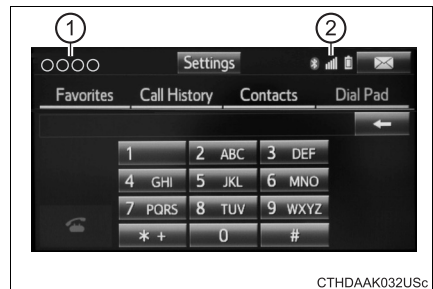 1 2
OOOO Settings
Favorites Call History Contacts Dial Pad
1 2 ABC 3 DEF
4 GHI 5 JKL 6 MNO
7 PQRS 8 TUV 9 WXYZ
* + 0 #
CTHDAAK032USc